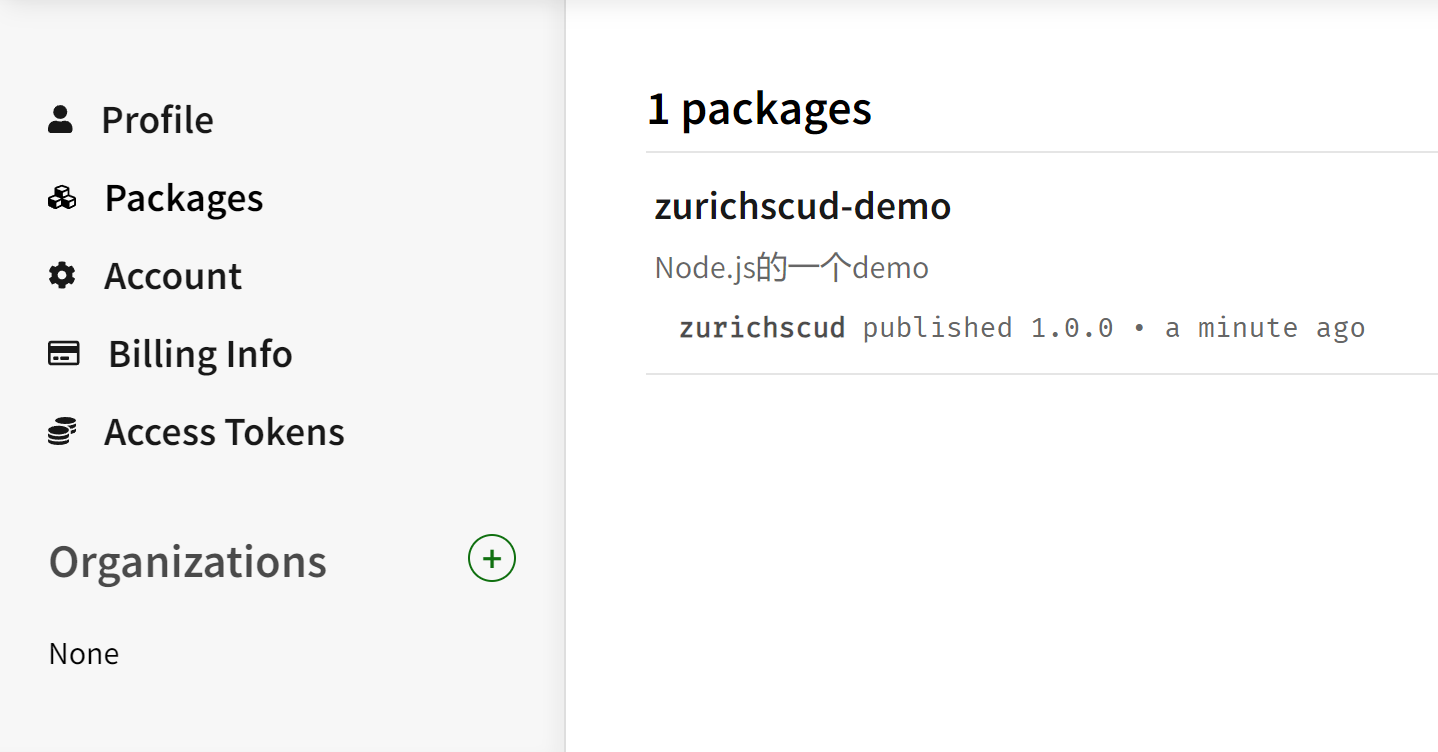 Profile
Packages
Account
Billing Info
Access Tokens
Organizations
None
1 packages
zurichscud-demo
Node.js的一个demo
zurichscud published 1.0.0 • a minute ago